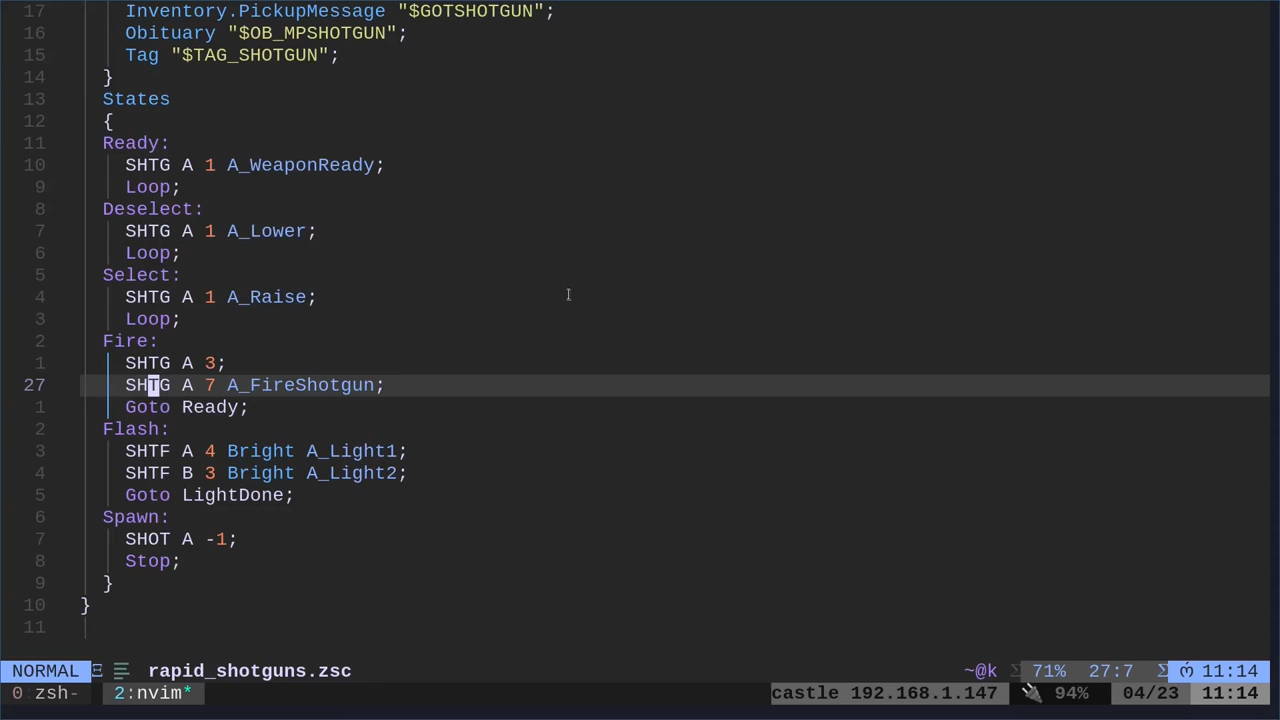 17 Inventory.PickupMessage "$GOTSHOTGUN";
16 Obituary "$OB_MPSHOTGUN";
15 Tag "$TAG_SHOTGUN";
14 }
13 States
12 {
11 Ready:
10 SHTG A 1 A_WeaponReady;
9 Loop;
8 Deselect:
7 SHTG A 1 A_Lower;
6 Loop;
5 Select:
4 SHTG A 1 A_Raise;
3 Loop;
2 Fire:
1 SHTG A 3;
27 SHTG A 7 A_FireShotgun;
1 Goto Ready;
2 Flash:
3 SHTF A 4 Bright A_Light1;
4 SHTF B 3 Bright A_Light2;
5 Goto LightDone;
6 Spawn:
7 SHOT A -1;
8 Stop;
9 }
10 }
11
NORMAL rapid_shotguns.zsc ~@k 71% 27:7 11:14
0:zsh- 2:nvim* castle 192.168.1.147 94% 04/23 11:14